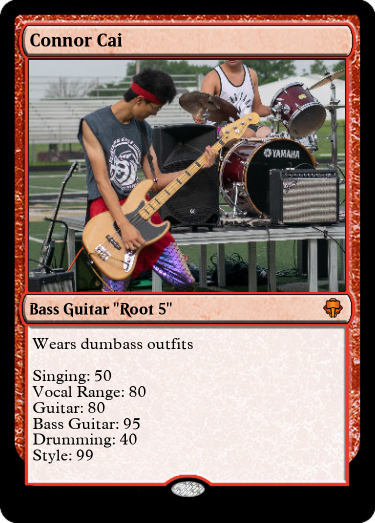 Connor Cai
YAMAHA
Bass Guitar "Root 5"
Wears dumbass outfits
Singing: 50
Vocal Range: 80
Guitar: 80
Bass Guitar: 95
Drumming: 40
Style: 99